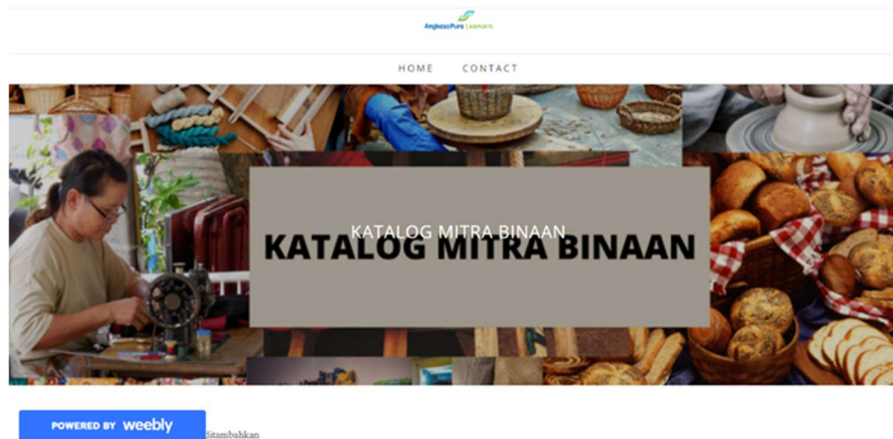 AngkasaPura | AIRPORTS
HOME CONTACT
KATALOG MITRA BINAAN
KATALOG MITRA BINAAN
POWERED BY weebly
ditambahkan